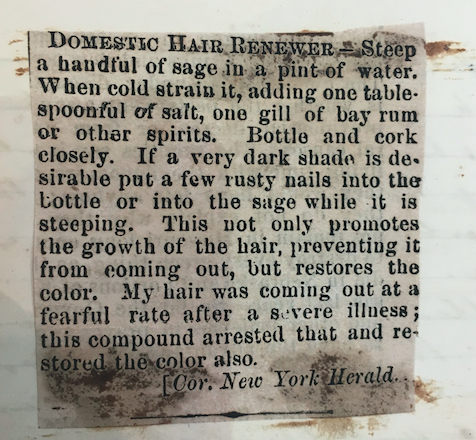 DOMESTIC HAIR RENEWER — Steep
a handful of sage in a pint of water.
When cold strain it, adding one table-
spoonful of salt, one gill of bay rum
or other spirits. Bottle and cork
closely. If a very dark shade is de-
sirable put a few rusty nails into the
bottle or into the sage while it is
steeping. This not only promotes
the growth of the hair, preventing it
from coming out, but restores the
color. My hair was coming out at a
fearful rate after a severe illness;
this compound arrested that and re-
stored the color also.
[Cor. New York Herald.